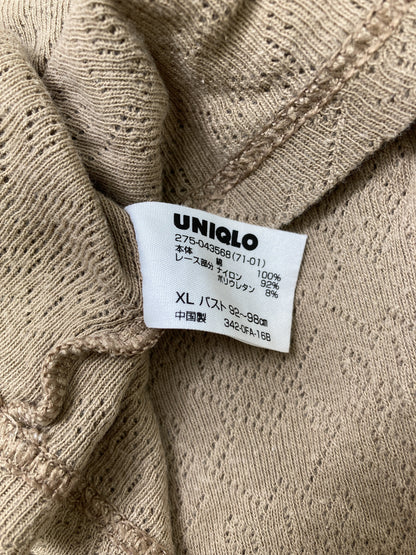 UNIQLO
275-043568(71-01)
本体 綿 100%
レース部分 ナイロン 92%
ポリウレタン 8%
XL バスト 92〜98cm
中国製 342-0FA-16B